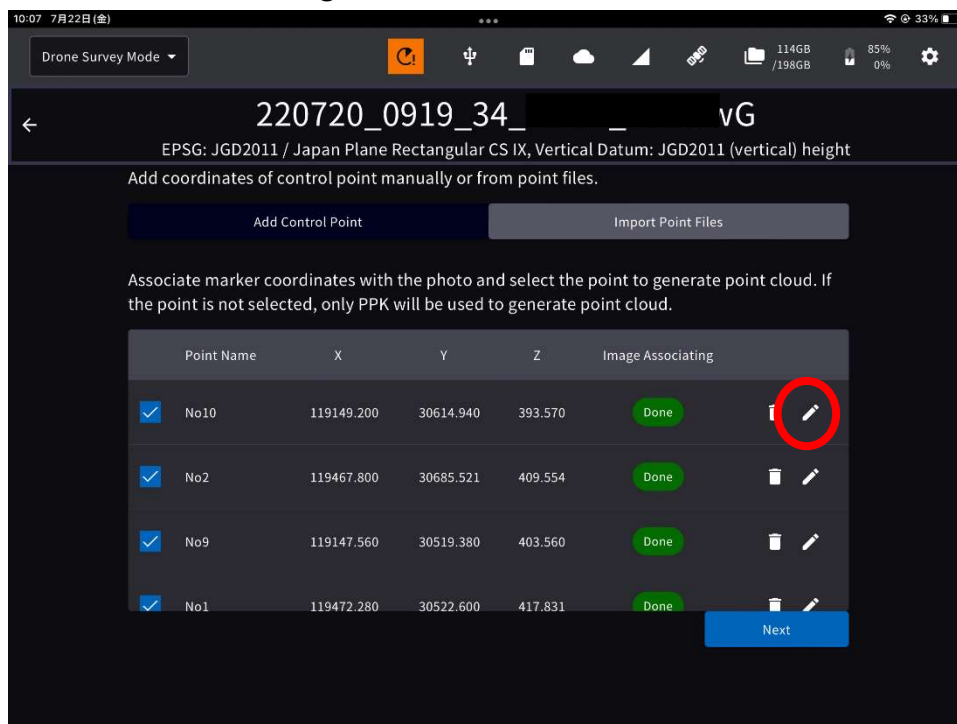 10:07 7月22日(金)
33%
Drone Survey Mode
114GB
/198GB
85%
0%
220720_0919_34_ _ wG
EPSG: JGD2011 / Japan Plane Rectangular CS IX, Vertical Datum: JGD2011 (vertical) height
Add coordinates of control point manually or from point files.
Add Control Point Import Point Files
Associate marker coordinates with the photo and select the point to generate point cloud. If
the point is not selected, only PPK will be used to generate point cloud.
Point Name X Y Z Image Associating
No10 119149.200 30614.940 393.570 Done
No2 119467.800 30685.521 409.554 Done
No9 119147.560 30519.380 403.560 Done
No1 119472.280 30522.600 417.831 Done
Next